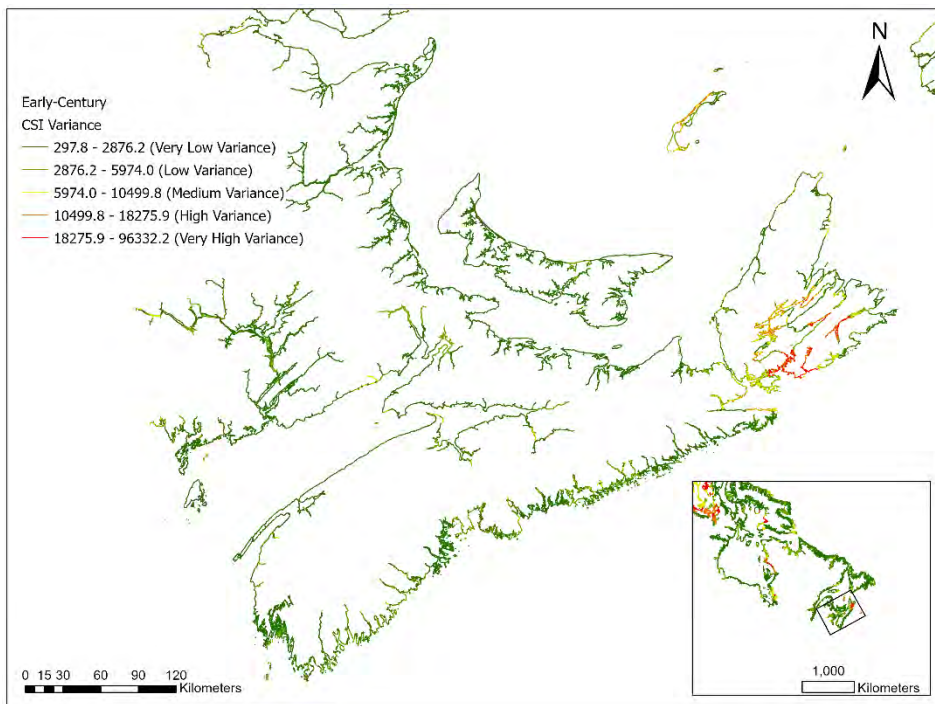 N
Early-Century
CSI Variance
297.8 - 2876.2 (Very Low Variance)
2876.2 - 5974.0 (Low Variance)
5974.0 - 10499.8 (Medium Variance)
10499.8 - 18275.9 (High Variance)
18275.9 - 96332.2 (Very High Variance)
0 15 30 60 90 120
Kilometers
1,000
Kilometers